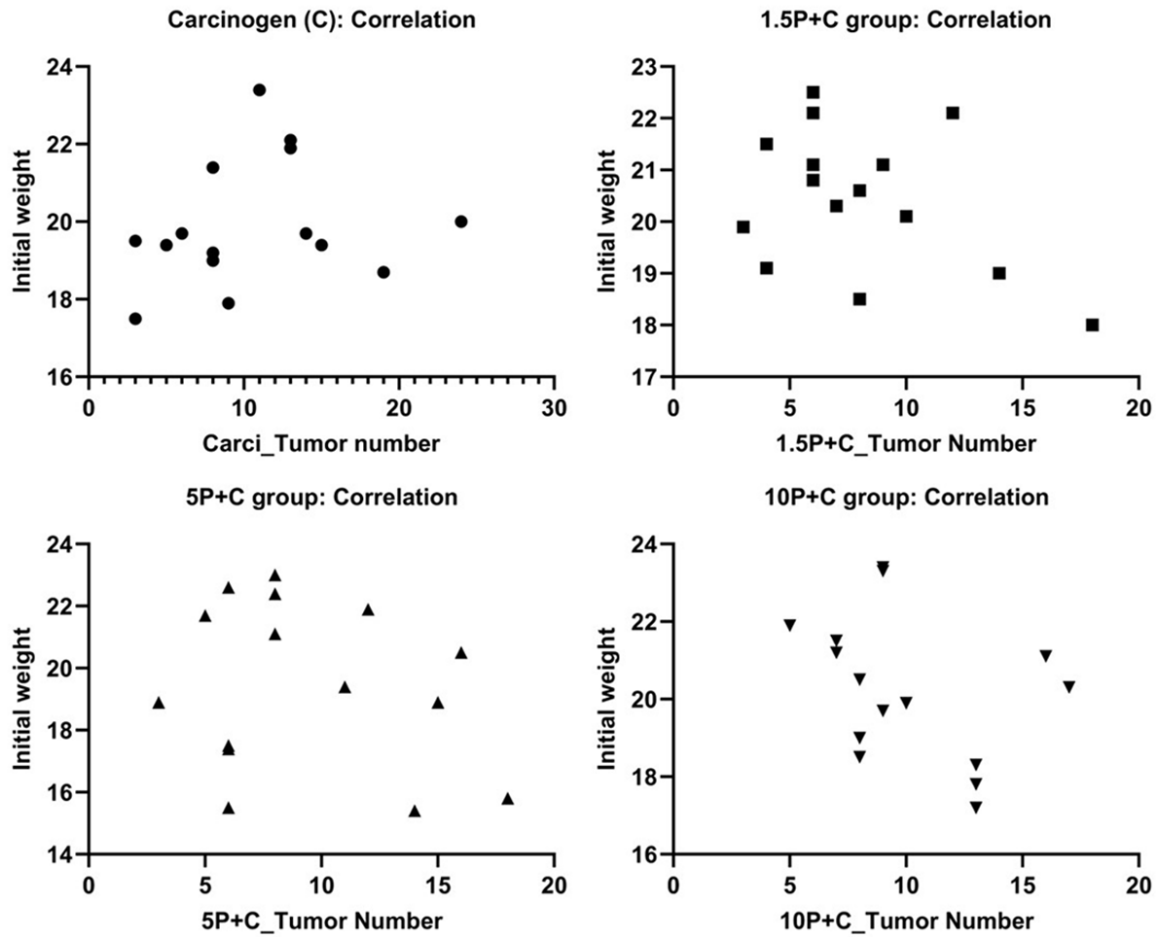 Carcinogen (C): Correlation
24
22
20
18
16
Initial weight
0 10 20 30
Carci_Tumor number
1.5P+C group: Correlation
23
22
21
20
19
18
17
Initial weight
0 5 10 15 20
1.5P+C_Tumor Number
5P+C group: Correlation
24
22
20
18
16
14
Initial weight
0 5 10 15 20
5P+C_Tumor Number
10P+C group: Correlation
24
22
20
18
16
Initial weight
0 5 10 15 20
10P+C_Tumor Number